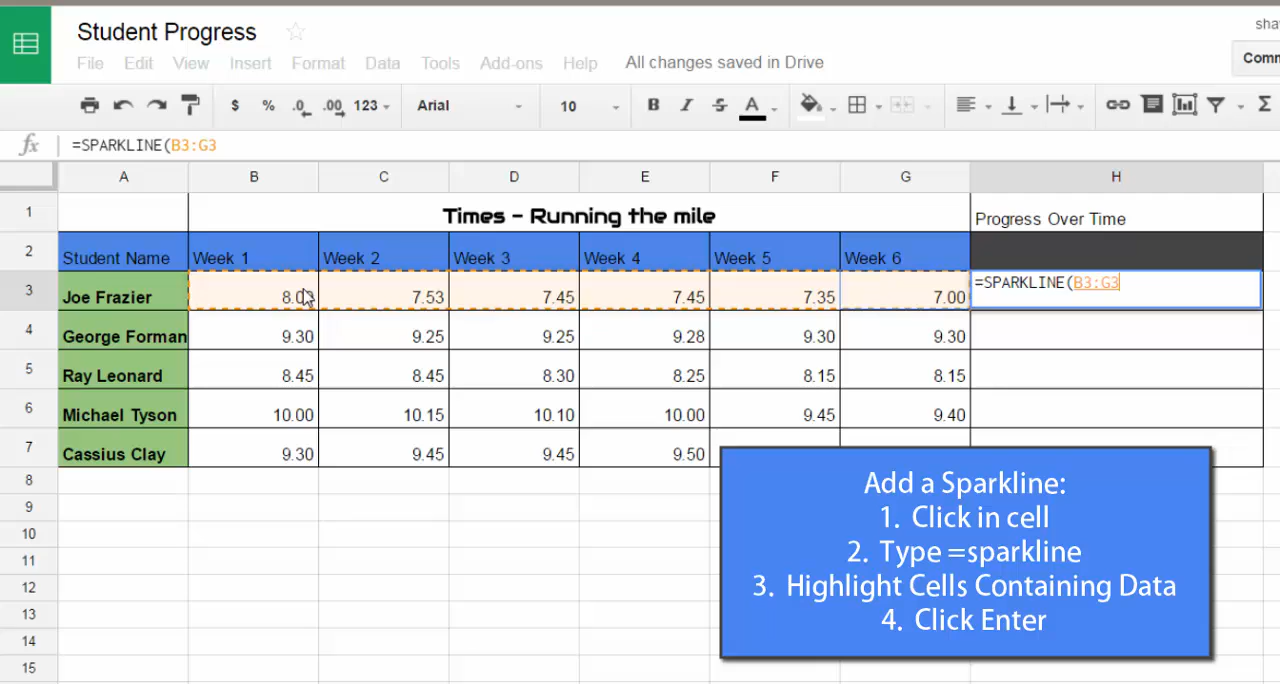 Student Progress
sha
File Edit View Insert Format Data Tools Add-ons Help All changes saved in Drive
Comm
$ % .0 .00 123 Arial 10 B I S A Σ
fx =SPARKLINE(B3:G3
A B C D E F G H
1 Times - Running the mile Progress Over Time
2 Student Name Week 1 Week 2 Week 3 Week 4 Week 5 Week 6
3 Joe Frazier 8.00 7.53 7.45 7.45 7.35 7.00 =SPARKLINE(B3:G3
4 George Forman 9.30 9.25 9.25 9.28 9.30 9.30
5 Ray Leonard 8.45 8.45 8.30 8.25 8.15 8.15
6 Michael Tyson 10.00 10.15 10.10 10.00 9.45 9.40
7 Cassius Clay 9.30 9.45 9.45 9.50
8
9
10
11
12
13
14
15
Add a Sparkline:
1. Click in cell
2. Type =sparkline
3. Highlight Cells Containing Data
4. Click Enter